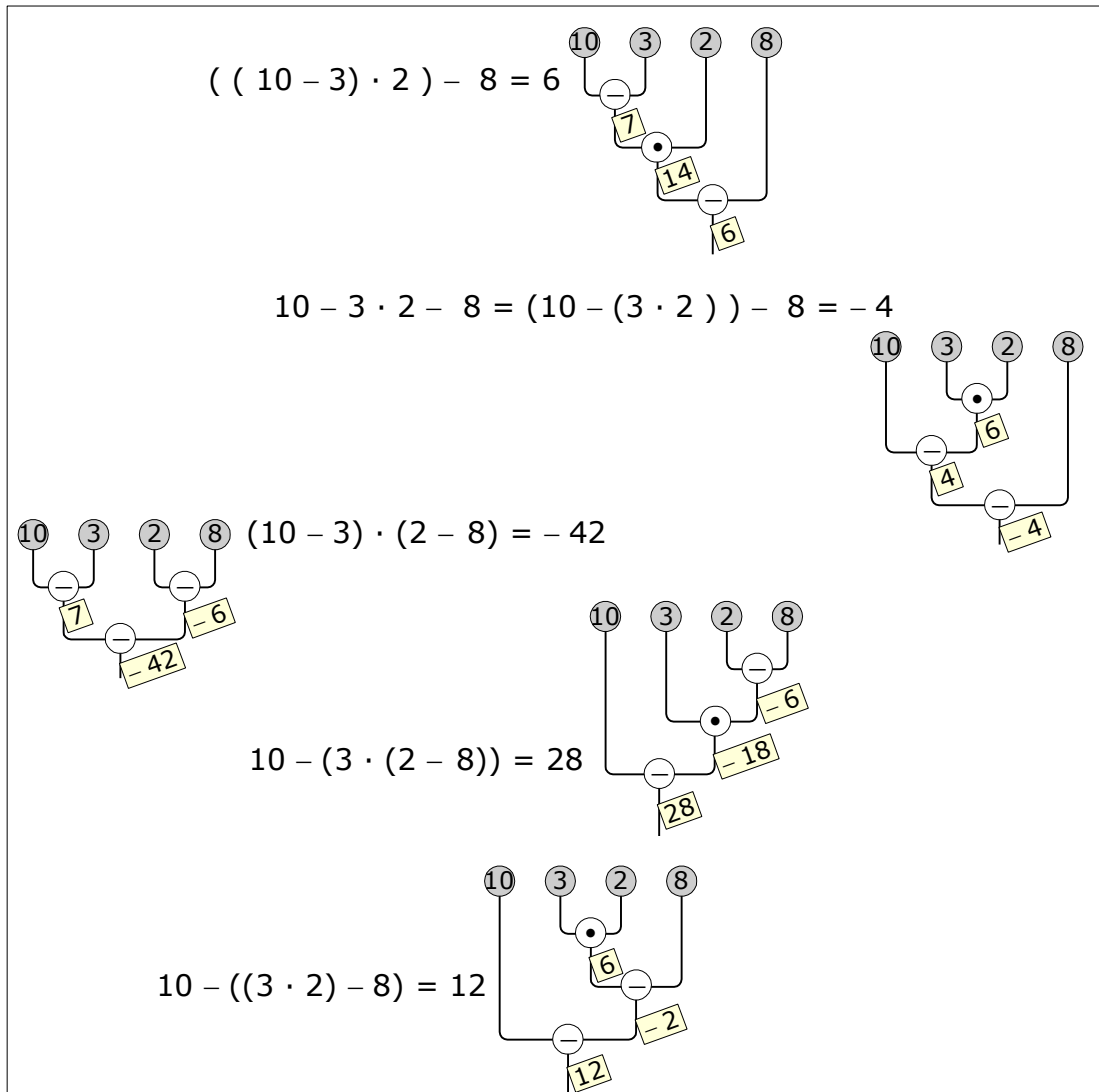 10 3 2 8
( ( 10 – 3) · 2 ) – 8 = 6
–
7
•
14
–
6
10 – 3 · 2 – 8 = (10 – (3 · 2 ) ) – 8 = – 4
10 3 2 8
•
6
–
4
–
– 4
10 3 2 8
(10 – 3) · (2 – 8) = – 42
– –
7 – 6
–
– 42
10 3 2 8
–
– 6
•
– 18
10 – (3 · (2 – 8)) = 28
–
28
10 3 2 8
•
6
10 – ((3 · 2) – 8) = 12
–
– 2
–
12